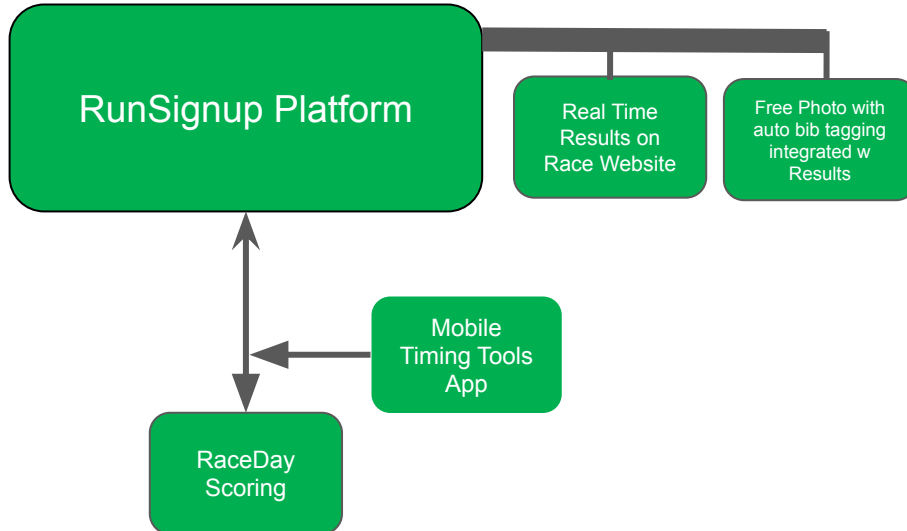 RunSignup Platform
Real Time
Results on
Race Website
Free Photo with
auto bib tagging
integrated w
Results
Mobile
Timing Tools
App
RaceDay
Scoring